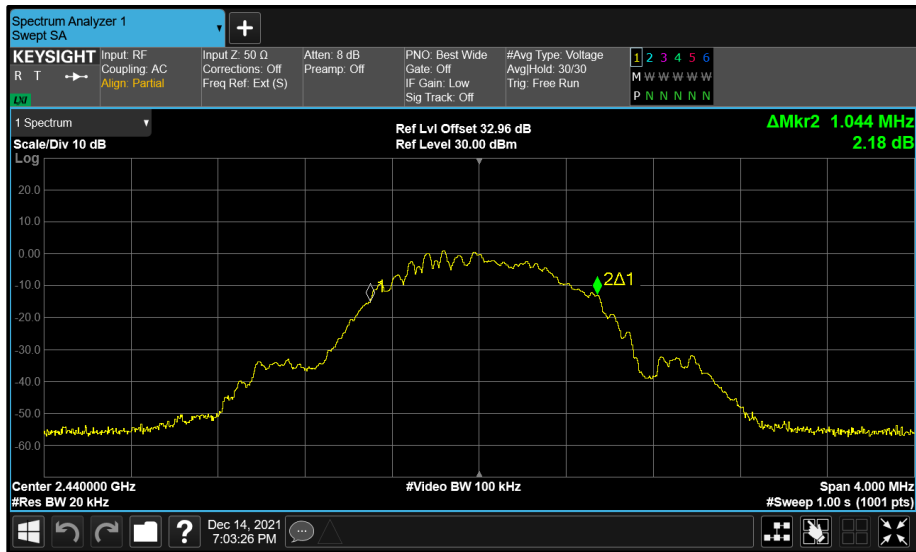 Spectrum Analyzer 1
Swept SA
+
KEYSIGHT
R T
LXI
Input: RF
Coupling: AC
Align: Partial
Input Z: 50 Ω
Corrections: Off
Freq Ref: Ext (S)
Atten: 8 dB
Preamp: Off
PNO: Best Wide
Gate: Off
IF Gain: Low
Sig Track: Off
#Avg Type: Voltage
Avg|Hold: 30/30
Trig: Free Run
1 2 3 4 5 6
M W W W W W
P N N N N N
1 Spectrum
Scale/Div 10 dB
Ref Lvl Offset 32.96 dB
Ref Level 30.00 dBm
ΔMkr2 1.044 MHz
2.18 dB
Log
20.0
10.0
0.00
-10.0
-20.0
-30.0
-40.0
-50.0
-60.0
2Δ1
Center 2.440000 GHz
#Res BW 20 kHz
#Video BW 100 kHz
Span 4.000 MHz
#Sweep 1.00 s (1001 pts)
?
Dec 14, 2021
7:03:26 PM